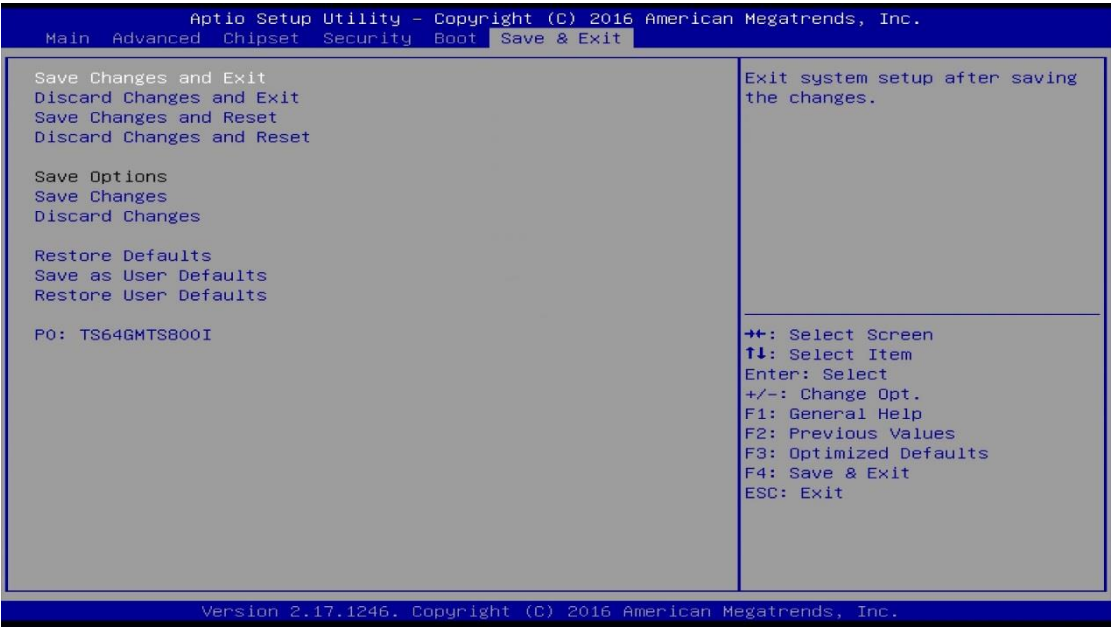 Aptio Setup Utility – Copyright (C) 2016 American Megatrends, Inc.
Main Advanced Chipset Security Boot Save & Exit
Save Changes and Exit
Discard Changes and Exit
Save Changes and Reset
Discard Changes and Reset
Save Options
Save Changes
Discard Changes
Restore Defaults
Save as User Defaults
Restore User Defaults
P0: TS64GMTS800I
Exit system setup after saving
the changes.
→←: Select Screen
↑↓: Select Item
Enter: Select
+/-: Change Opt.
F1: General Help
F2: Previous Values
F3: Optimized Defaults
F4: Save & Exit
ESC: Exit
Version 2.17.1246. Copyright (C) 2016 American Megatrends, Inc.